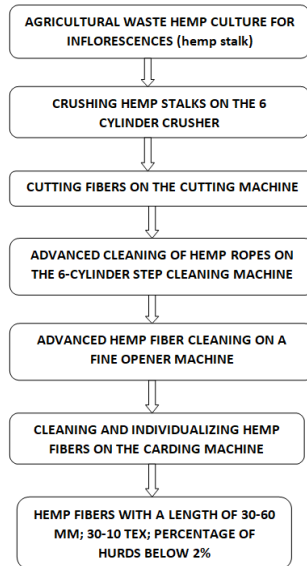 AGRICULTURAL WASTE HEMP CULTURE FOR
INFLORESCENCES (hemp stalk)
CRUSHING HEMP STALKS ON THE 6
CYLINDER CRUSHER
CUTTING FIBERS ON THE CUTTING MACHINE
ADVANCED CLEANING OF HEMP ROPES ON
THE 6-CYLINDER STEP CLEANING MACHINE
ADVANCED HEMP FIBER CLEANING ON A
FINE OPENER MACHINE
CLEANING AND INDIVIDUALIZING HEMP
FIBERS ON THE CARDING MACHINE
HEMP FIBERS WITH A LENGTH OF 30-60
MM; 30-10 TEX; PERCENTAGE OF
HURDS BELOW 2%